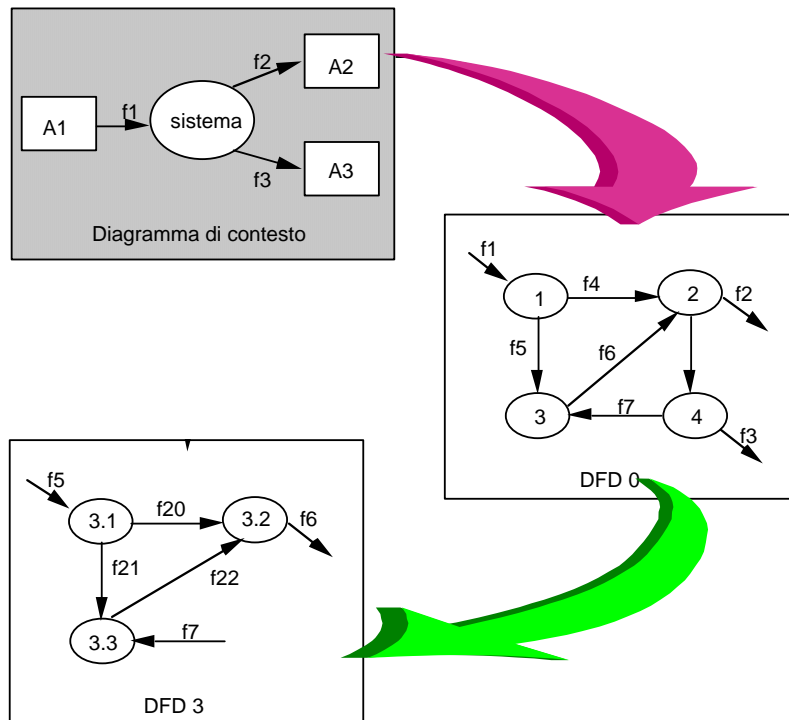 f2
A2
f1
A1
sistema
f3
A3
Diagramma di contesto
f1
1
f4
2
f2
f5
f6
3
f7
4
f3
DFD 0
f5
3.1
f20
3.2
f6
f21
f22
3.3
f7
DFD 3